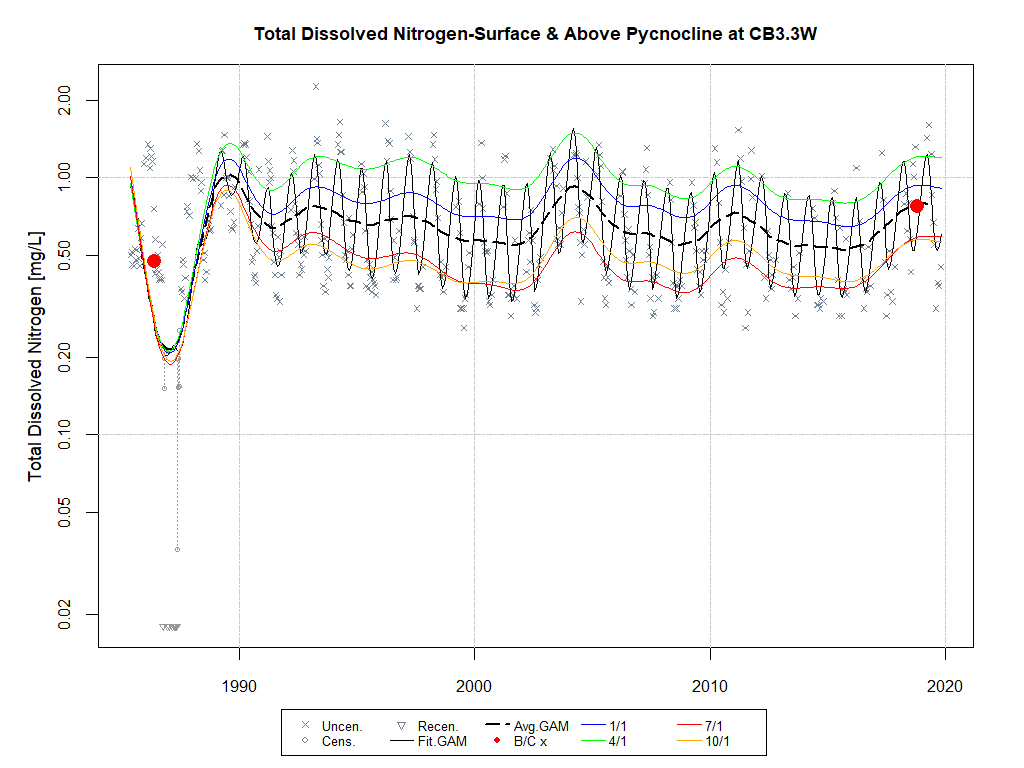 Total Dissolved Nitrogen-Surface & Above Pycnocline at CB3.3W
Total Dissolved Nitrogen [mg/L]
2.00
1.00
0.50
0.20
0.10
0.05
0.02
1990 2000 2010 2020
Uncen. Recen. Avg.GAM 1/1 7/1
Cens. Fit.GAM B/C x 4/1 10/1